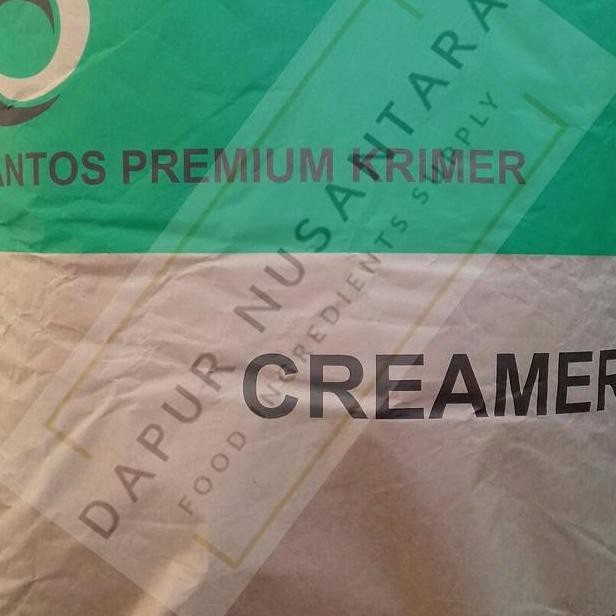 ANTOS PREMIUM KRIMER
CREAMER
DAPUR NUSANTARA
FOOD INGREDIENTS SUPPLY